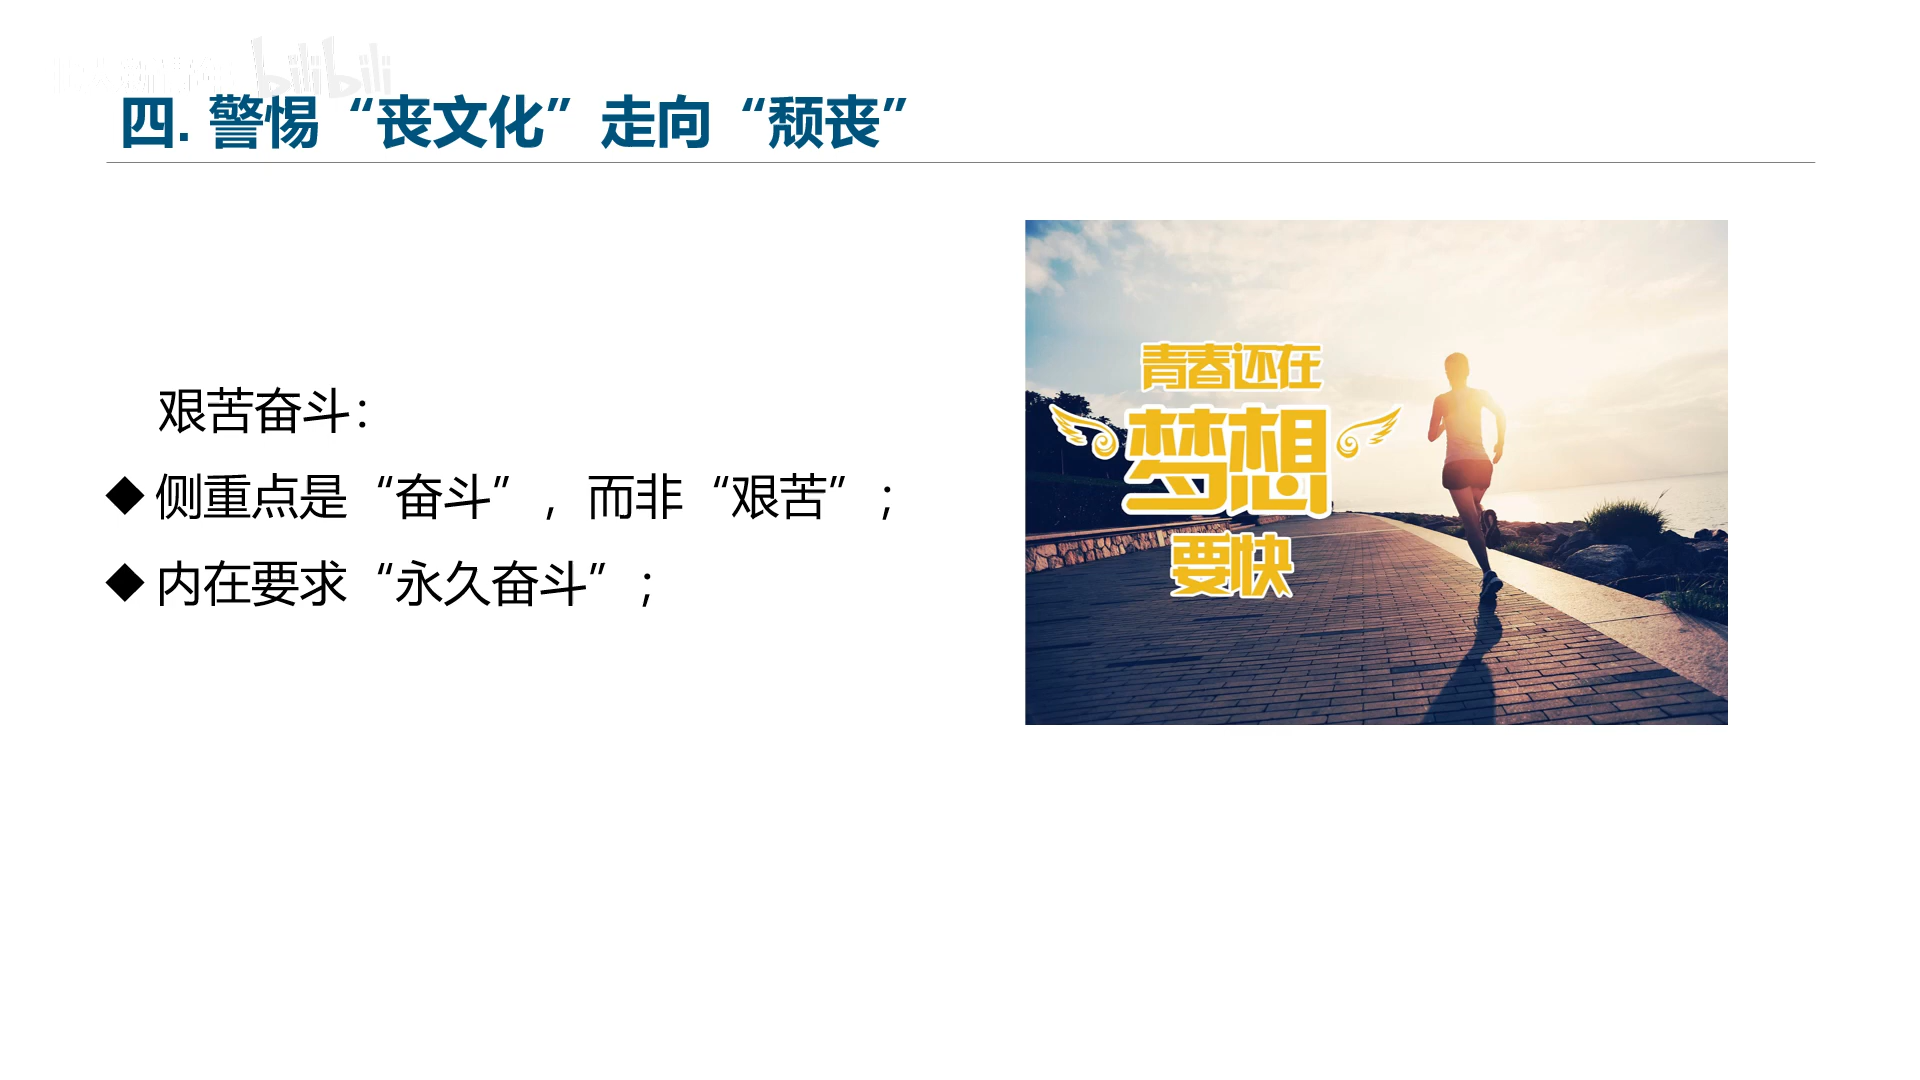 bilibili
四. 警惕“丧文化”走向“颓丧”
艰苦奋斗：
◆ 侧重点是“奋斗”，而非“艰苦”；
◆ 内在要求“永久奋斗”；
青春还在
梦想
要快